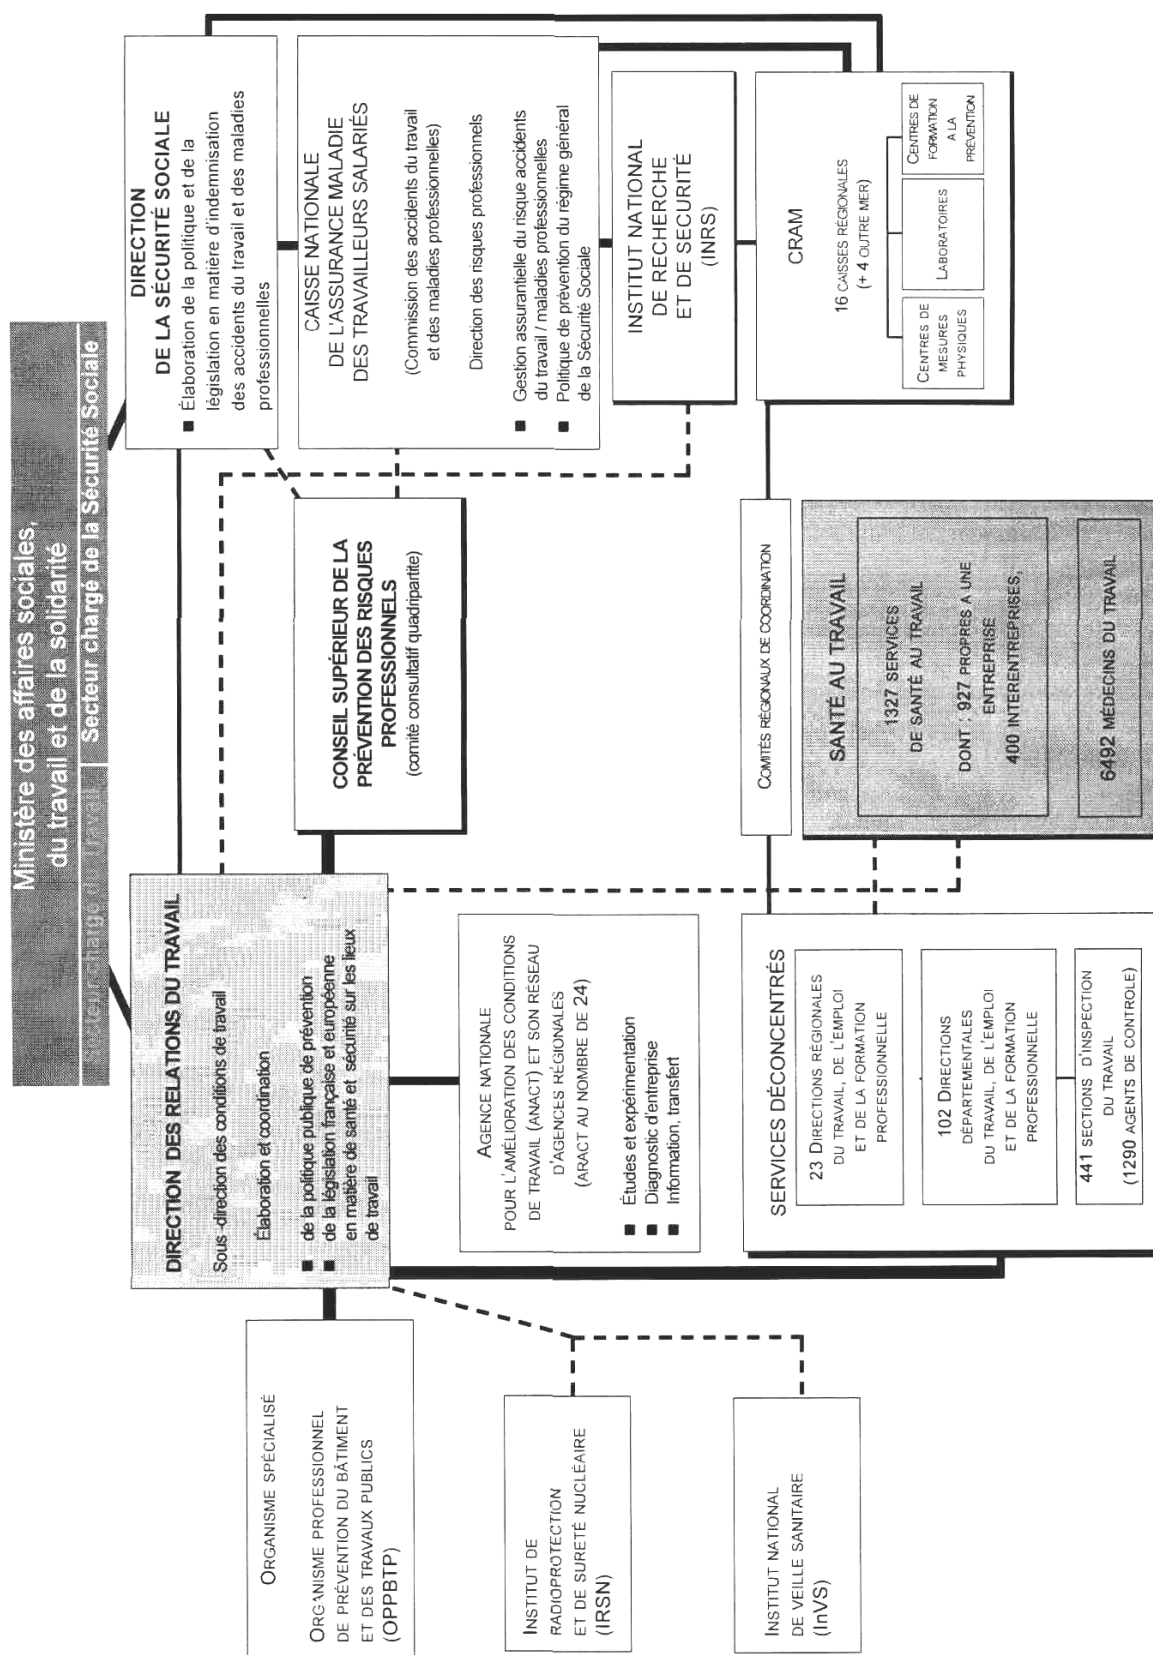 Ministère des affaires sociales,
du travail et de la solidarité
Secteur chargé du travail
Secteur chargé de la Sécurité Sociale
DIRECTION DES RELATIONS DU TRAVAIL
Sous -direction des conditions de travail
Élaboration et coordination
■ de la politique publique de prévention
■ de la législation française et européenne
en matière de santé et sécurité sur les lieux
de travail
DIRECTION
DE LA SÉCURITÉ SOCIALE
■ Élaboration de la politique et de la
législation en matière d'indemnisation
des accidents du travail et des maladies
professionnelles
CAISSE NATIONALE
DE L'ASSURANCE MALADIE
DES TRAVAILLEURS SALARIÉS
(Commission des accidents du travail
et des maladies professionnelles)
Direction des risques professionnels
■ Gestion assurantielle du risque accidents
du travail / maladies professionnelles
■ Politique de prévention du régime général
de la Sécurité Sociale
CONSEIL SUPÉRIEUR DE LA
PRÉVENTION DES RISQUES
PROFESSIONNELS
(comité consultatif quadripartite)
ORGANISME SPÉCIALISÉ
ORGANISME PROFESSIONNEL
DE PRÉVENTION DU BÂTIMENT
ET DES TRAVAUX PUBLICS
(OPPBTP)
AGENCE NATIONALE
POUR L'AMÉLIORATION DES CONDITIONS
DE TRAVAIL (ANACT) ET SON RÉSEAU
D'AGENCES RÉGIONALES
(ARACT AU NOMBRE DE 24)
■ Études et expérimentation
■ Diagnostic d'entreprise
■ Information, transfert
INSTITUT NATIONAL
DE RECHERCHE
ET DE SECURITÉ
(INRS)
INSTITUT DE
RADIOPROTECTION
ET DE SURETÉ NUCLÉAIRE
(IRSN)
INSTITUT NATIONAL
DE VEILLE SANITAIRE
(InVS)
SERVICES DÉCONCENTRÉS
23 DIRECTIONS RÉGIONALES
DU TRAVAIL, DE L'EMPLOI
ET DE LA FORMATION
PROFESSIONNELLE
102 DIRECTIONS
DÉPARTEMENTALES
DU TRAVAIL, DE L'EMPLOI
ET DE LA FORMATION
PROFESSIONNELLE
441 SECTIONS D'INSPECTION
DU TRAVAIL
(1290 AGENTS DE CONTROLE)
COMITÉS RÉGIONAUX DE COORDINATION
SANTÉ AU TRAVAIL
1327 SERVICES
DE SANTÉ AU TRAVAIL
DONT : 927 PROPRES A UNE
ENTREPRISE
400 INTERENTREPRISES,
6492 MÉDECINS DU TRAVAIL
CRAM
16 CAISSES RÉGIONALES
(+ 4 OUTRE MER)
CENTRES DE
MESURES
PHYSIQUES
LABORATOIRES
CENTRES DE
FORMATION
A LA
PRÉVENTION